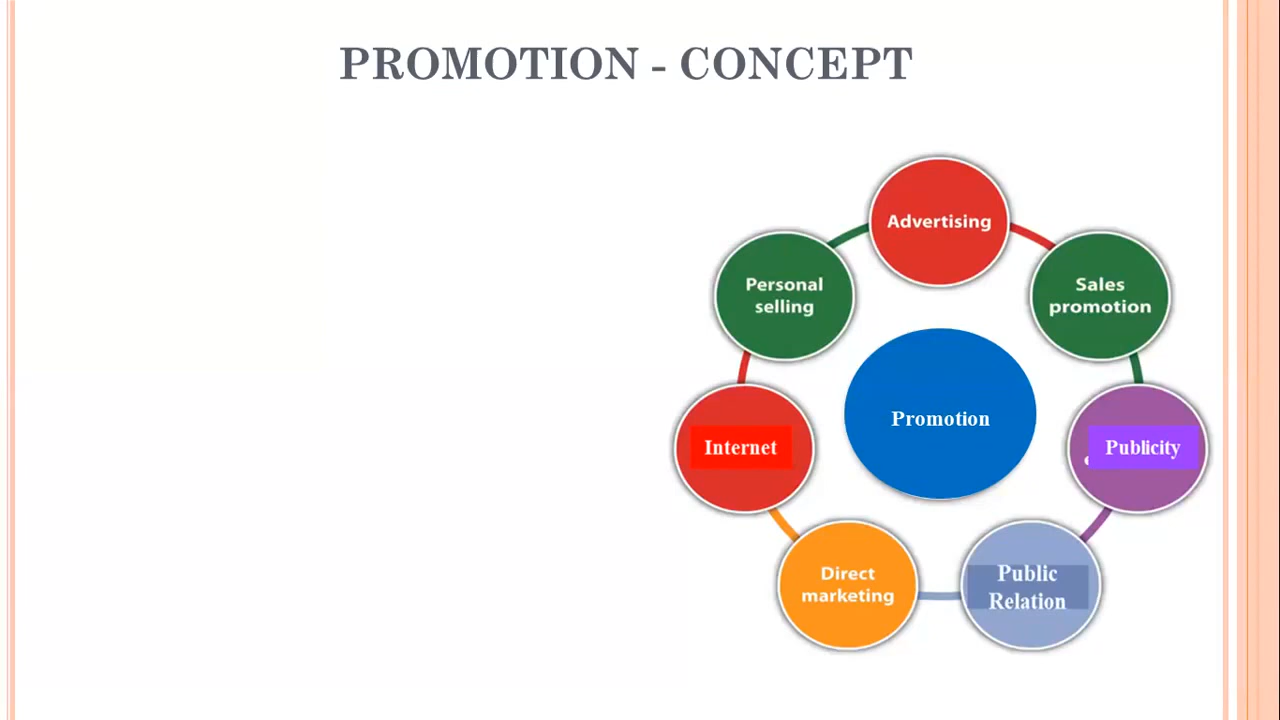 PROMOTION - CONCEPT
Advertising
Personal
selling
Sales
promotion
Promotion
Internet
Publicity
Direct
marketing
Public
Relation